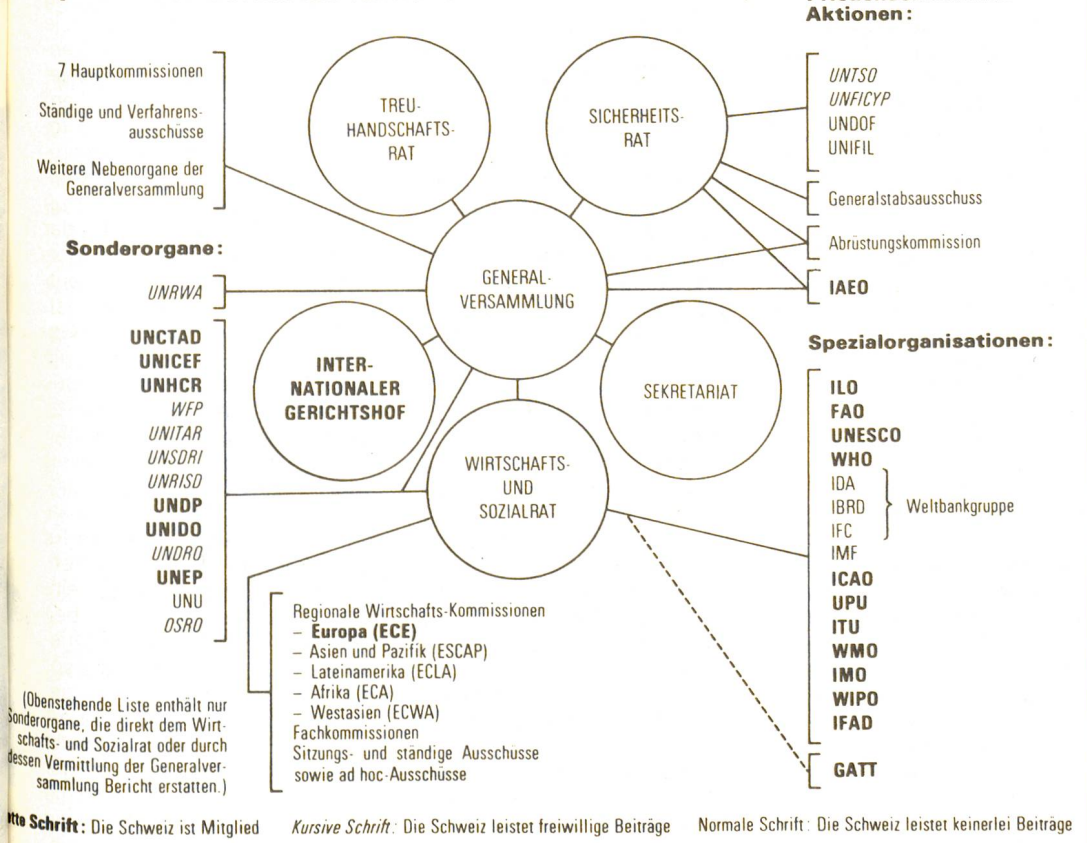 Aktionen:
7 Hauptkommissionen
Ständige und Verfahrens-
ausschüsse
Weitere Nebenorgane der
Generalversammlung
TREU-
HANDSCHAFTS-
RAT
SICHERHEITS-
RAT
UNTSO
UNFICYP
UNDOF
UNIFIL
Generalstabsausschuss
Abrüstungskommission
IAEO
Sonderorgane:
UNRWA
UNCTAD
UNICEF
UNHCR
WFP
UNITAR
UNSDRI
UNRISD
UNDP
UNIDO
UNDRO
UNEP
UNU
OSRO
GENERAL-
VERSAMMLUNG
INTER-
NATIONALER
GERICHTSHOF
SEKRETARIAT
WIRTSCHAFTS-
UND
SOZIALRAT
Spezialorganisationen:
ILO
FAO
UNESCO
WHO
IDA
IBRD
IFC
Weltbankgruppe
IMF
ICAO
UPU
ITU
WMO
IMO
WIPO
IFAD
GATT
Regionale Wirtschafts-Kommissionen
– Europa (ECE)
– Asien und Pazifik (ESCAP)
– Lateinamerika (ECLA)
– Afrika (ECA)
– Westasien (ECWA)
Fachkommissionen
Sitzungs- und ständige Ausschüsse
sowie ad hoc-Ausschüsse
(Obenstehende Liste enthält nur
Sonderorgane, die direkt dem Wirt-
schafts- und Sozialrat oder durch
dessen Vermittlung der Generalver-
sammlung Bericht erstatten.)
Schrift: Die Schweiz ist Mitglied
Kursive Schrift: Die Schweiz leistet freiwillige Beiträge
Normale Schrift: Die Schweiz leistet keinerlei Beiträge